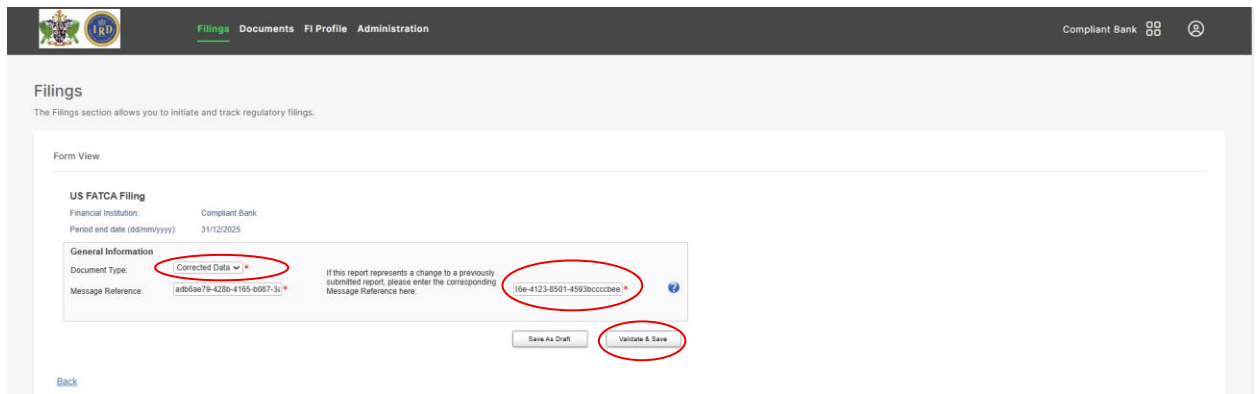 IRD
Filings Documents FI Profile Administration
Compliant Bank
Filings
The Filings section allows you to initiate and track regulatory filings.
Form View
US FATCA Filing
Financial Institution: Compliant Bank
Period end date (dd/mm/yyyy): 31/12/2025
General Information
Document Type: Corrected Data *
If this report represents a change to a previously
submitted report, please enter the corresponding
Message Reference here:
Message Reference: adb6ae79-428b-4165-b087-3a *
16e-4123-8501-4593bccccbee *
?
Save As Draft Validate & Save
Back